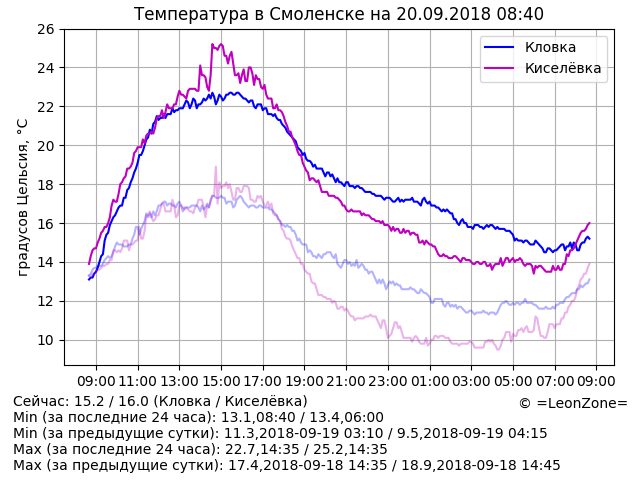 Температура в Смоленске на 20.09.2018 08:40
градусов Цельсия, °C
26
24
22
20
18
16
14
12
10
Кловка
Киселёвка
09:00 11:00 13:00 15:00 17:00 19:00 21:00 23:00 01:00 03:00 05:00 07:00 09:00
Сейчас: 15.2 / 16.0 (Кловка / Киселёвка)
© =LeonZone=
Min (за последние 24 часа): 13.1,08:40 / 13.4,06:00
Min (за предыдущие сутки): 11.3,2018-09-19 03:10 / 9.5,2018-09-19 04:15
Max (за последние 24 часа): 22.7,14:35 / 25.2,14:35
Max (за предыдущие сутки): 17.4,2018-09-18 14:35 / 18.9,2018-09-18 14:45